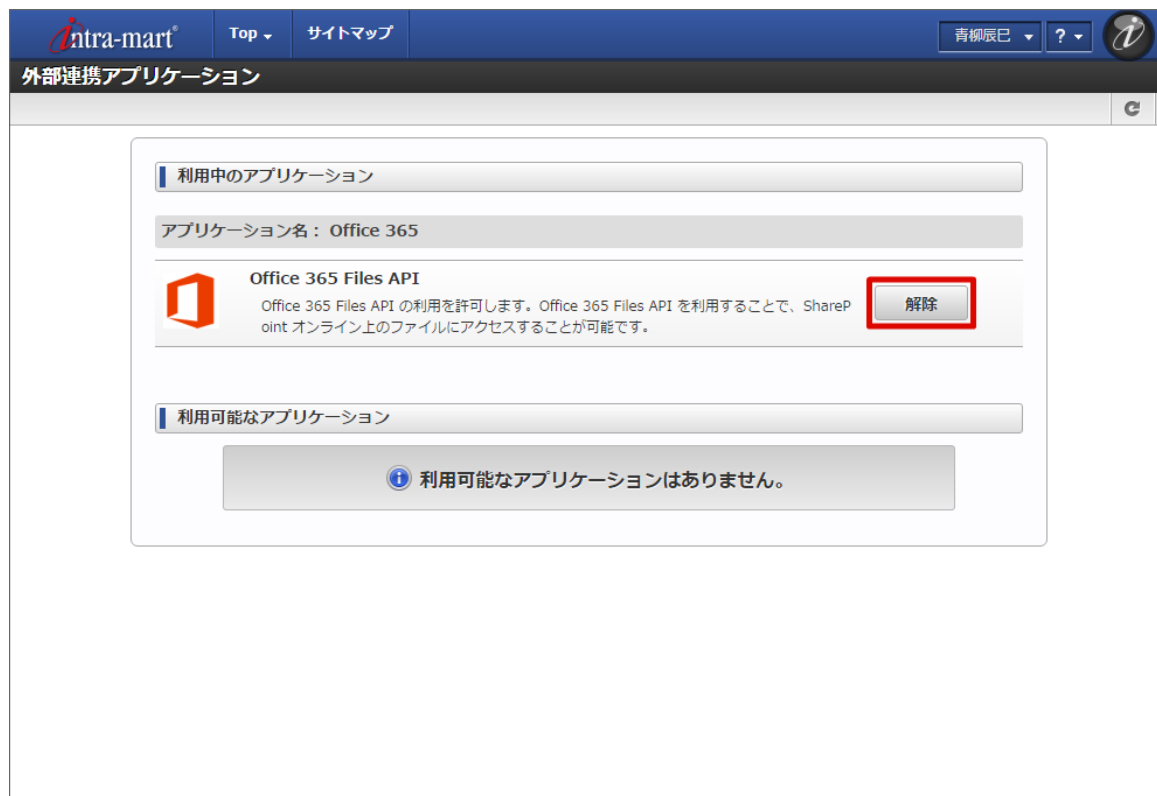 intra-mart®
Top
サイトマップ
青柳辰巳
?
外部連携アプリケーション
利用中のアプリケーション
アプリケーション名： Office 365
Office 365 Files API
Office 365 Files API の利用を許可します。Office 365 Files API を利用することで、ShareP
oint オンライン上のファイルにアクセスすることが可能です。
解除
利用可能なアプリケーション
利用可能なアプリケーションはありません。